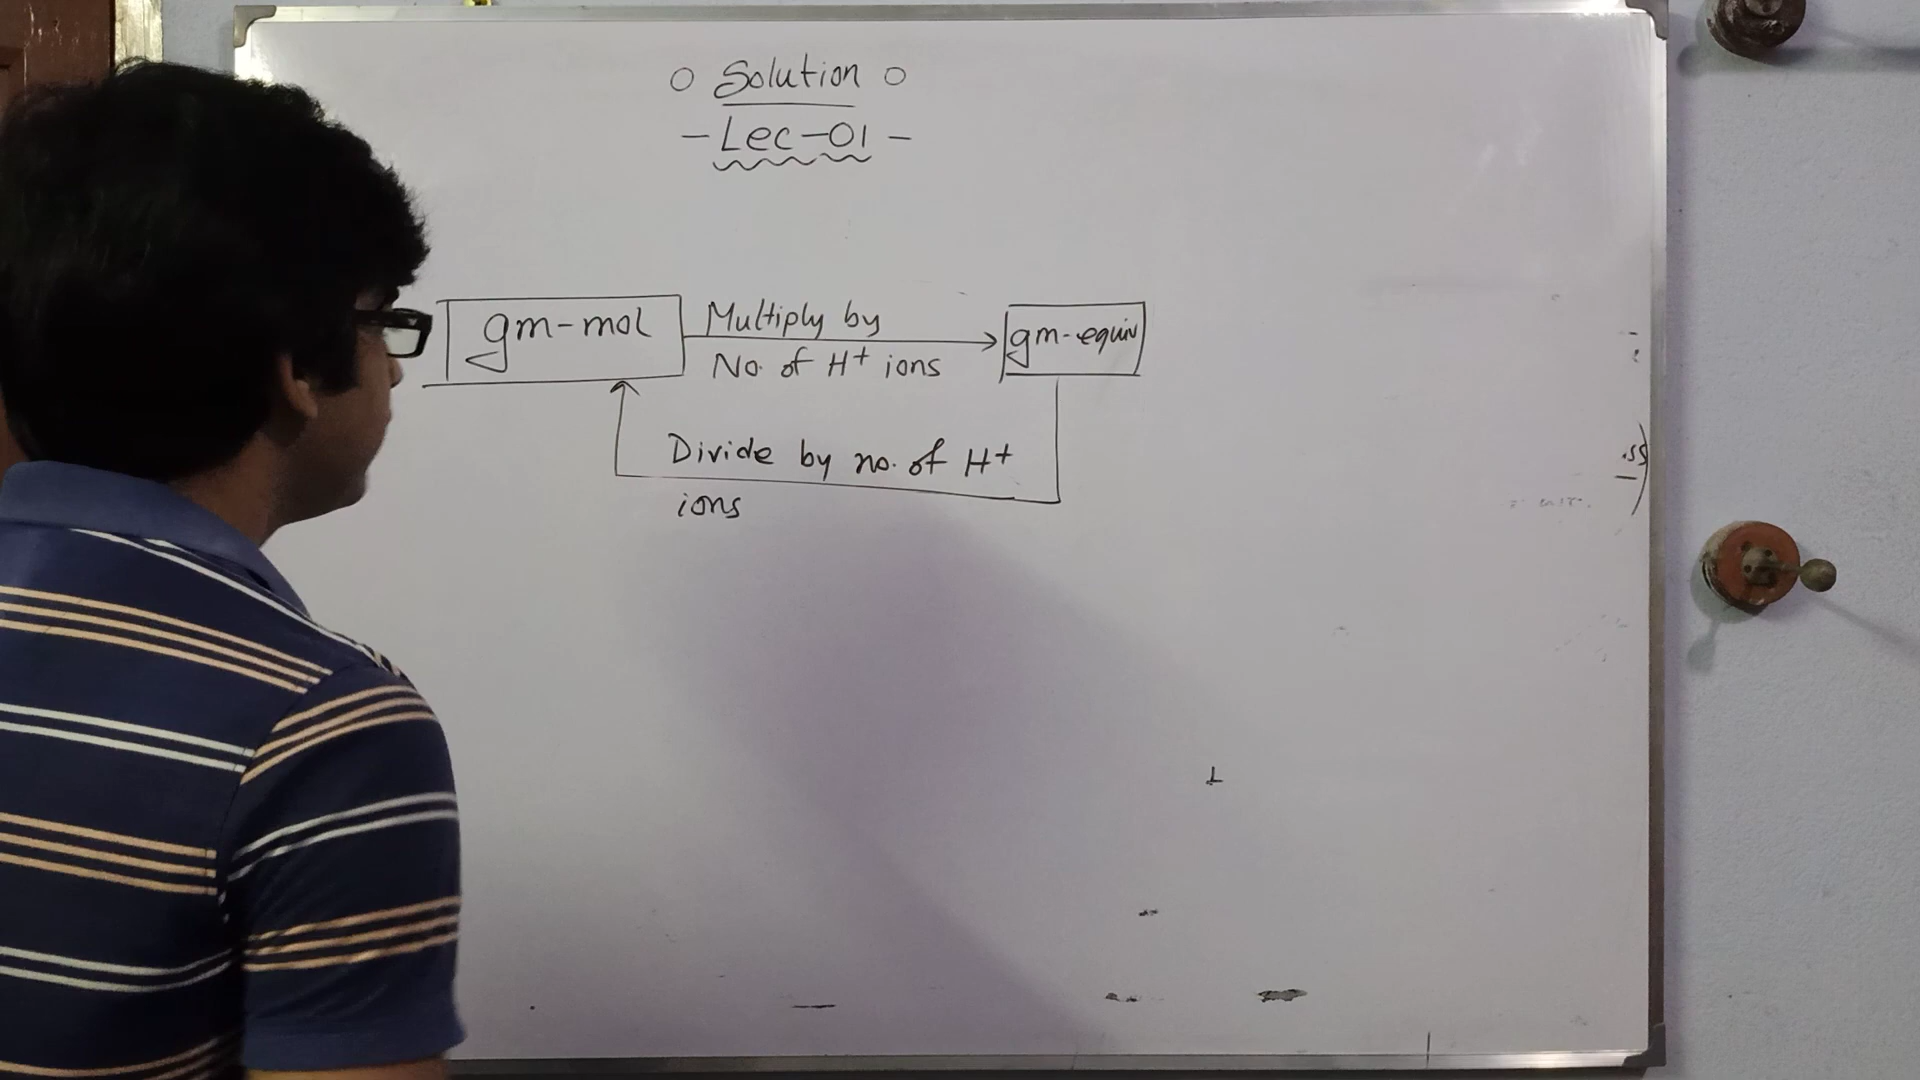 Solution
-Lec-01-
gm-mol
Multiply by
No. of H+ ions
gm-equiv
Divide by no. of H+
ions